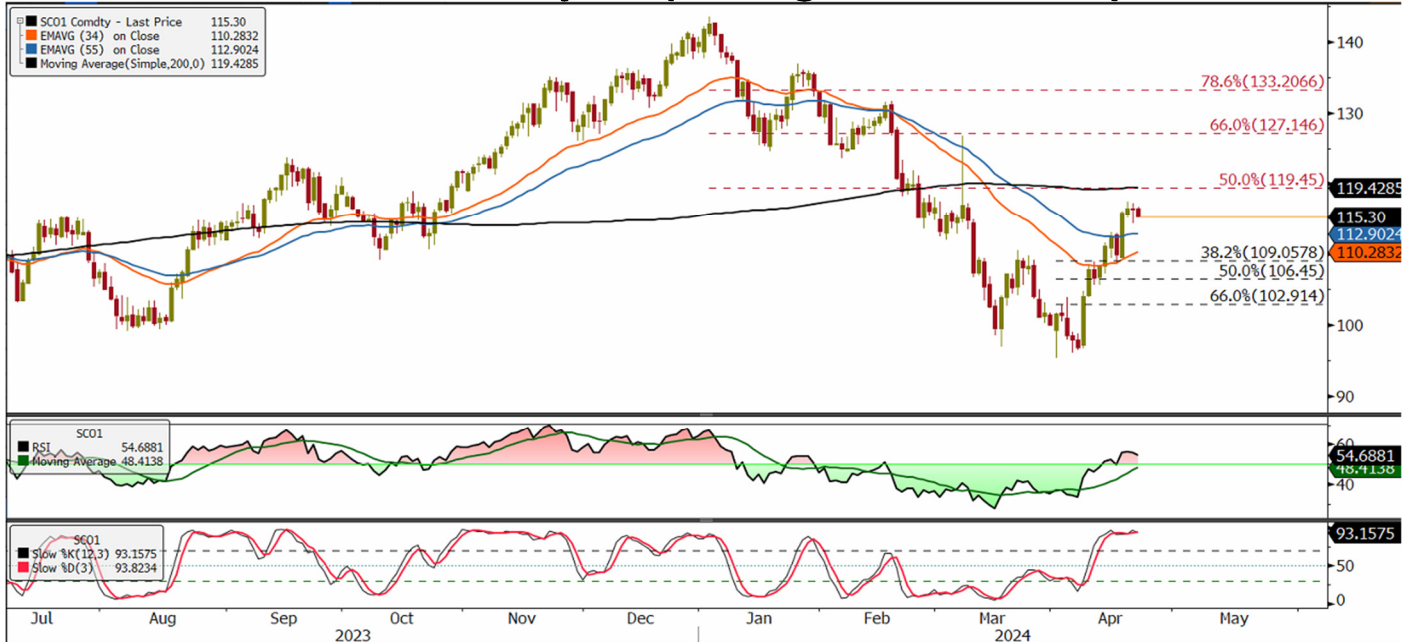 SCO1 Comdty - Last Price 115.30
EMAVG (34) on Close 110.2832
EMAVG (55) on Close 112.9024
Moving Average(Simple,200,0) 119.4285
140
78.6%(133.2066)
130
66.0%(127.146)
50.0%(119.45)
119.4285
115.30
112.9024
110.2832
38.2%(109.0578)
50.0%(106.45)
66.0%(102.914)
100
90
SCO1
RSI 54.6881
Moving Average 48.4138
60
54.6881
48.4138
40
SCO1
Slow %K(12,3) 93.1575
Slow %D(3) 93.8234
93.1575
50
0
Jul Aug Sep Oct Nov Dec Jan Feb Mar Apr May
2023 2024